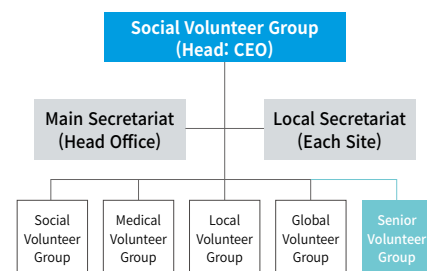 Social Volunteer Group
(Head: CEO)
Main Secretariat
(Head Office)
Local Secretariat
(Each Site)
Social
Volunteer
Group
Medical
Volunteer
Group
Local
Volunteer
Group
Global
Volunteer
Group
Senior
Volunteer
Group